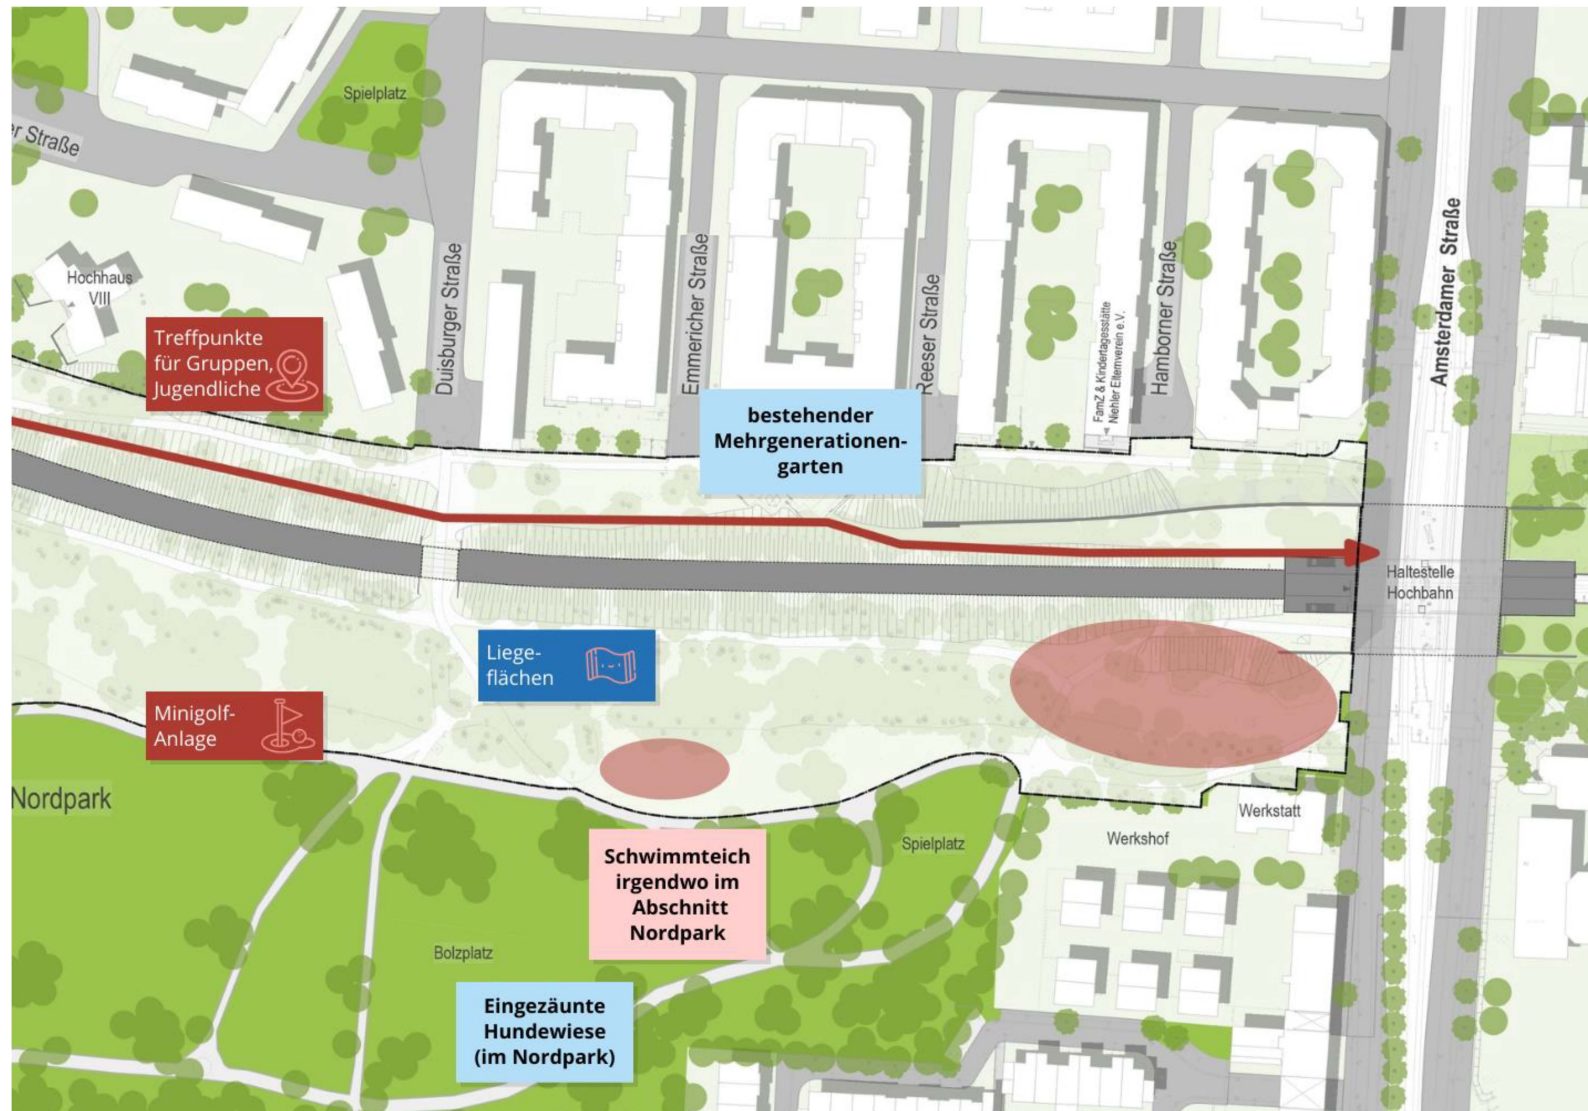 Spielplatz
er Straße
Hochhaus
VIII
Treffpunkte
für Gruppen,
Jugendliche
Duisburger Straße
Emmericher Straße
Reeser Straße
FamZ & Kindertagesstätte
Niehler Elternverein e.V.
Hamborner Straße
Amsterdamer Straße
bestehender
Mehrgenerationen-
garten
Haltestelle
Hochbahn
Liege-
flächen
Minigolf-
Anlage
Nordpark
Werkstatt
Werkshof
Spielplatz
Schwimmteich
irgendwo im
Abschnitt
Nordpark
Bolzplatz
Eingezäunte
Hundewiese
(im Nordpark)